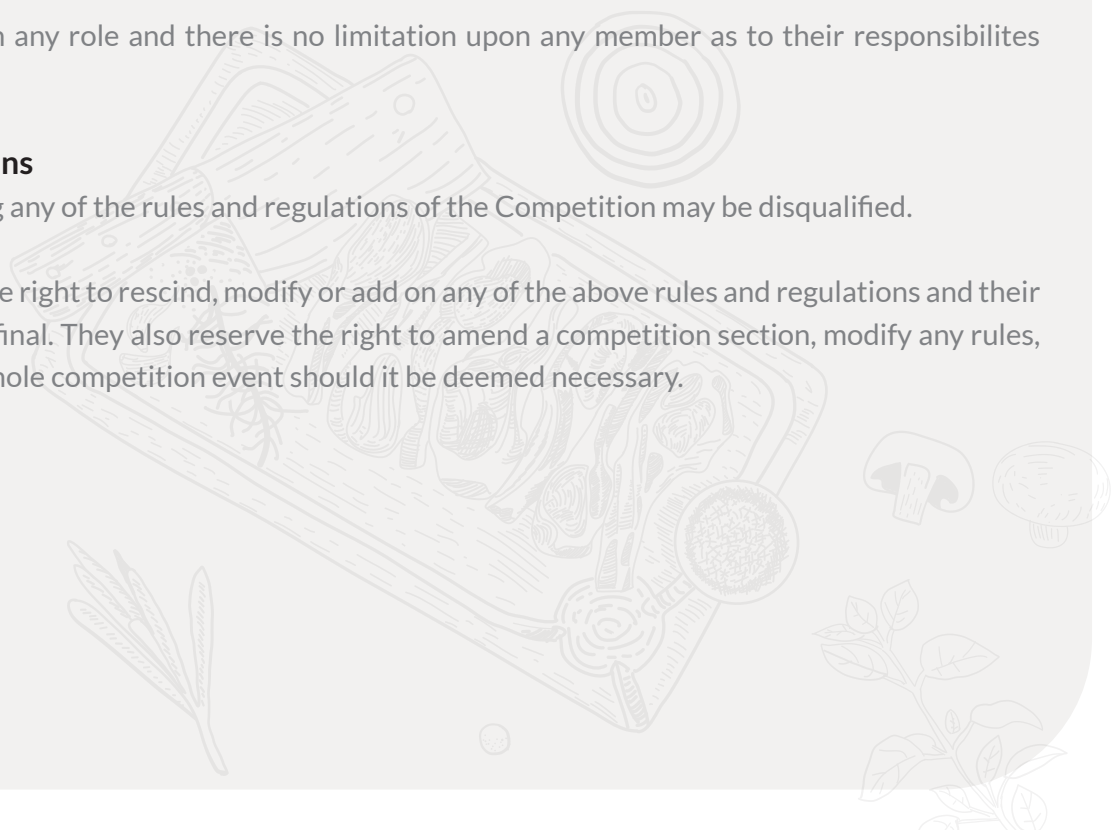 any role and there is no limitation upon any member as to their responsibilites
ns
any of the rules and regulations of the Competition may be disqualified.
e right to rescind, modify or add on any of the above rules and regulations and their
final. They also reserve the right to amend a competition section, modify any rules,
hole competition event should it be deemed necessary.